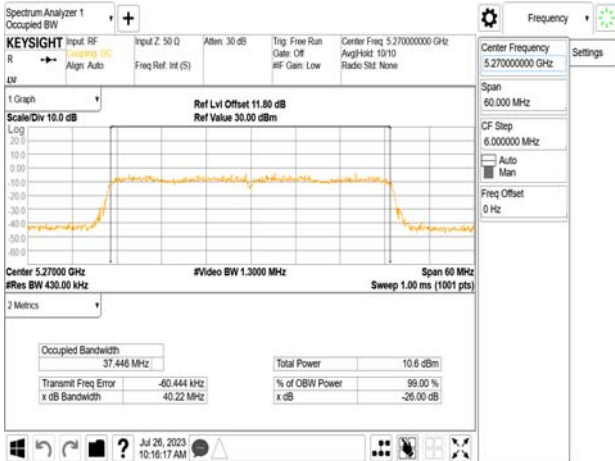 Spectrum Analyzer 1
Occupied BW
Frequency
KEYSIGHT
R
Input: RF
Coupling: DC
Align: Auto
Input Z: 50 Ω
Freq Ref: Int (S)
Atten: 30 dB
Trig: Free Run
Gate: Off
#IF Gain: Low
Center Freq: 5.270000000 GHz
Avg|Hold: 10/10
Radio Std: None
Center Frequency
5.270000000 GHz
Settings
Span
60.000 MHz
CF Step
6.000000 MHz
Auto
Man
Freq Offset
0 Hz
1 Graph
Scale/Div 10.0 dB
Ref Lvl Offset 11.80 dB
Ref Value 30.00 dBm
Log
20.0
10.0
0.00
-10.0
-20.0
-30.0
-40.0
-50.0
-60.0
Center 5.27000 GHz
#Res BW 430.00 kHz
#Video BW 1.3000 MHz
Span 60 MHz
Sweep 1.00 ms (1001 pts)
2 Metrics
Occupied Bandwidth
37.446 MHz
Transmit Freq Error -60.444 kHz
x dB Bandwidth 40.22 MHz
Total Power 10.6 dBm
% of OBW Power 99.00 %
x dB -26.00 dB
?
Jul 26, 2023
10:16:17 AM